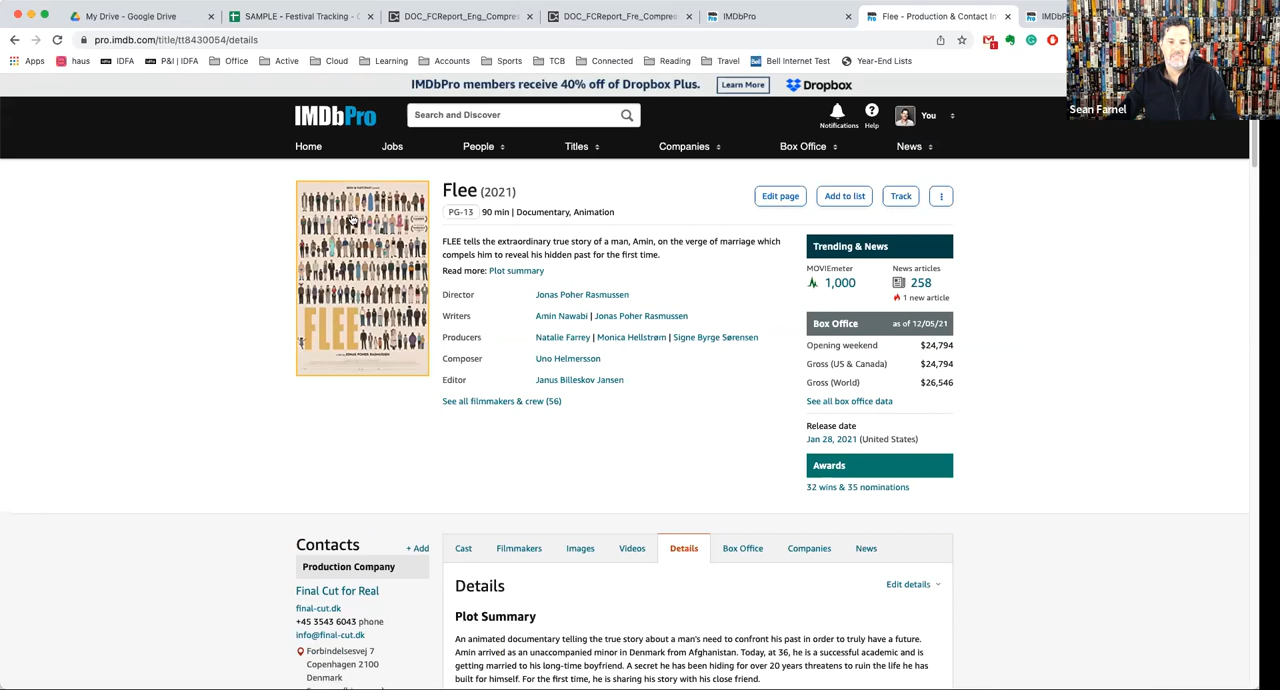 My Drive - Google Drive
SAMPLE - Festival Tracking - G
DOC_FCReport_Eng_Compres
DOC_FCReport_Fre_Compres
IMDbPro
Flee - Production & Contact In
IMDbP
pro.imdb.com/title/tt8430054/details
Apps
haus
IDFA
P&I | IDFA
Office
Active
Cloud
Learning
Accounts
Sports
TCB
Connected
Reading
Travel
Bell Internet Test
Year-End Lists
Sean Farnel
IMDbPro members receive 40% off of Dropbox Plus.
Learn More
Dropbox
IMDbPro
Search and Discover
Notifications
Help
You
Home
Jobs
People
Titles
Companies
Box Office
News
FLEE
Flee (2021)
PG-13 90 min | Documentary, Animation
Edit page
Add to list
Track
FLEE tells the extraordinary true story of a man, Amin, on the verge of marriage which
compels him to reveal his hidden past for the first time.
Read more: Plot summary
Director Jonas Poher Rasmussen
Writers Amin Nawabi | Jonas Poher Rasmussen
Producers Natalie Farrey | Monica Hellstrøm | Signe Byrge Sørensen
Composer Uno Helmersson
Editor Janus Billeskov Jansen
See all filmmakers & crew (56)
Trending & News
MOVIEmeter
1,000
News articles
258
1 new article
Box Office as of 12/05/21
Opening weekend $24,794
Gross (US & Canada) $24,794
Gross (World) $26,546
See all box office data
Release date
Jan 28, 2021 (United States)
Awards
32 wins & 35 nominations
Contacts
+ Add
Production Company
Final Cut for Real
final-cut.dk
+45 3543 6043 phone
info@final-cut.dk
Forbindelsesvej 7
Copenhagen 2100
Denmark
Cast
Filmmakers
Images
Videos
Details
Box Office
Companies
News
Details
Edit details
Plot Summary
An animated documentary telling the true story about a man's need to confront his past in order to truly have a future.
Amin arrived as an unaccompanied minor in Denmark from Afghanistan. Today, at 36, he is a successful academic and is
getting married to his long-time boyfriend. A secret he has been hiding for over 20 years threatens to ruin the life he has
built for himself. For the first time, he is sharing his story with his close friend.